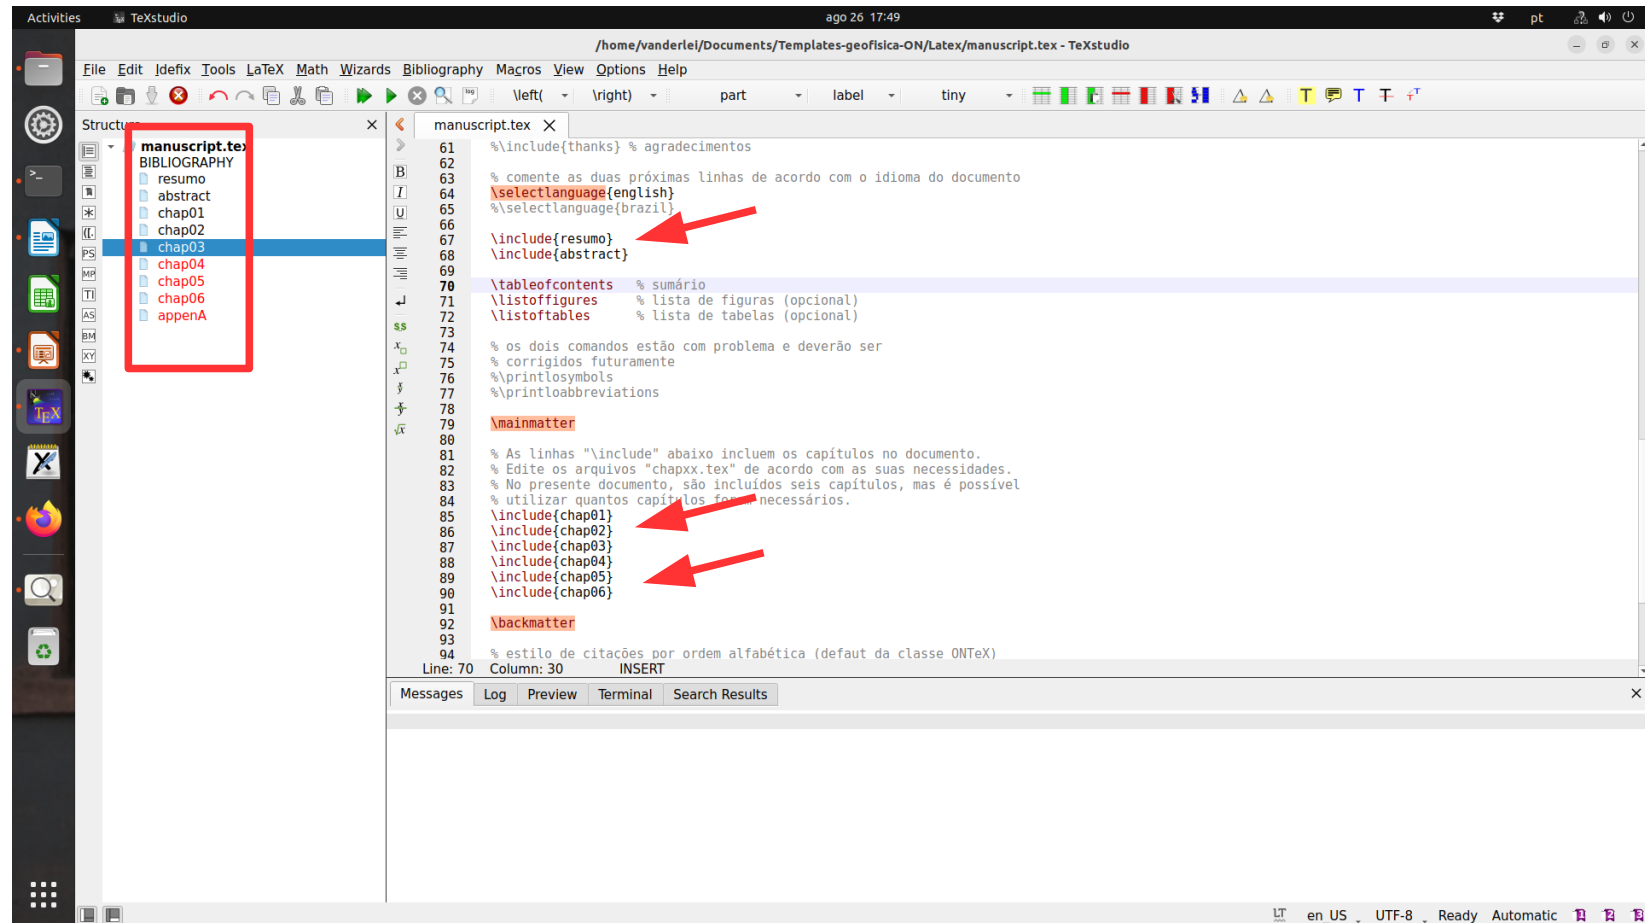 Activities TeXstudio ago 26 17:49 pt
/home/vanderlei/Documents/Templates-geofisica-ON/Latex/manuscript.tex - TeXstudio
File Edit Idefix Tools LaTeX Math Wizards Bibliography Macros View Options Help
\left( \right) part label tiny
Structu
manuscript.tex
BIBLIOGRAPHY
resumo
abstract
chap01
chap02
chap03
chap04
chap05
chap06
appenA
manuscript.tex
61 %\include{thanks} % agradecimentos
62
63 % comente as duas próximas linhas de acordo com o idioma do documento
64 \selectlanguage{english}
65 %\selectlanguage{brazil}
66
67 \include{resumo}
68 \include{abstract}
69
70 \tableofcontents % sumário
71 \listoffigures % lista de figuras (opcional)
72 \listoftables % lista de tabelas (opcional)
73
74 % os dois comandos estão com problema e deverão ser
75 % corrigidos futuramente
76 %\printlosymbols
77 %\printloabbreviations
78
79 \mainmatter
80
81 % As linhas "\include" abaixo incluem os capítulos no documento.
82 % Edite os arquivos "chapxx.tex" de acordo com as suas necessidades.
83 % No presente documento, são incluídos seis capítulos, mas é possível
84 % utilizar quantos capítulos forem necessários.
85 \include{chap01}
86 \include{chap02}
87 \include{chap03}
88 \include{chap04}
89 \include{chap05}
90 \include{chap06}
91
92 \backmatter
93
94 % estilo de citações por ordem alfabética (defaut da classe ONTeX)
Line: 70 Column: 30 INSERT
Messages Log Preview Terminal Search Results
LT en_US UTF-8 Ready Automatic